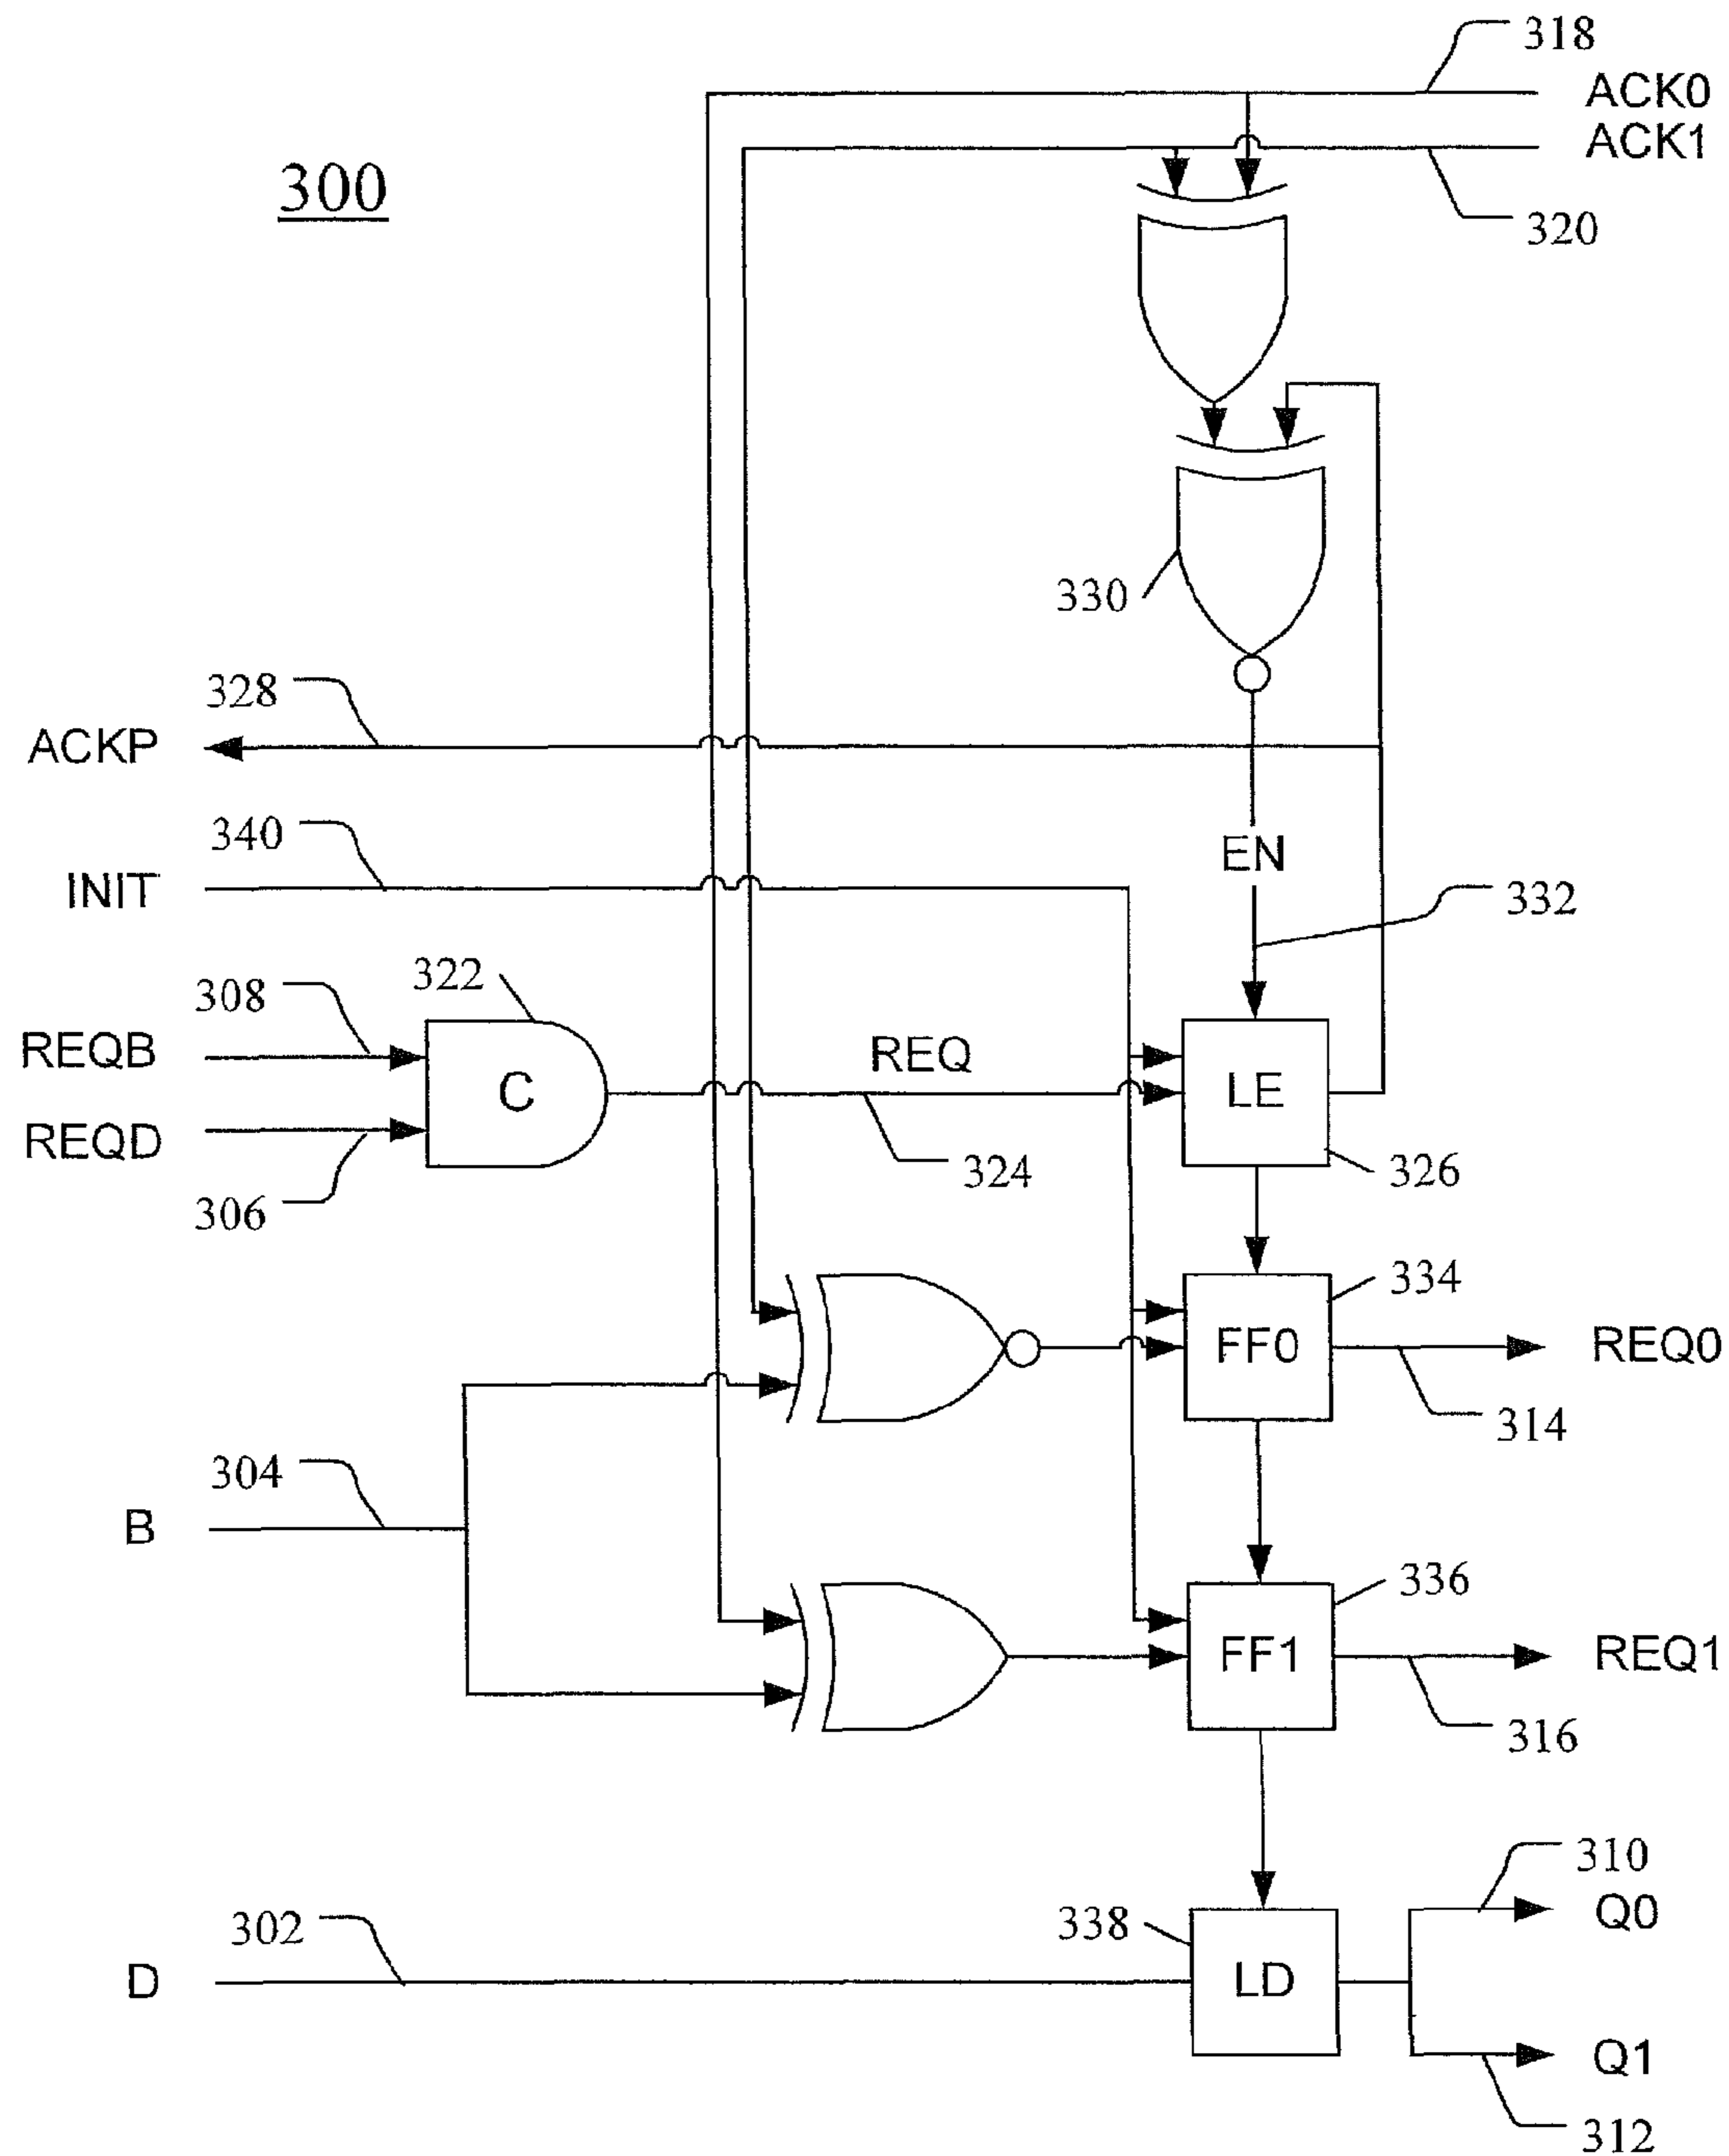 318
ACK0
ACK1
300
320
330
328
ACKP
340
INIT
EN
332
322
308
REQB
REQ
C
LE
REQD
324
326
306
334
FF0
REQ0
314
304
B
336
FF1
REQ1
316
310
338
Q0
302
D
LD
Q1
312